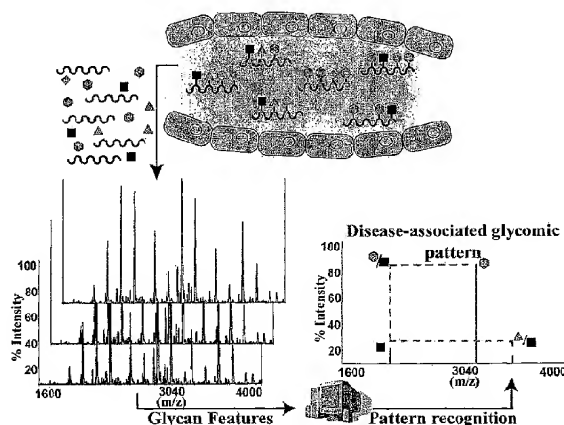 Disease-associated glycomic
pattern
100
80
60
40
20
% Intensity
1600
3040
4000
(m/z)
Glycan Features
100
80
60
40
20
% Intensity
1600
3040
4000
(m/z)
Pattern recognition